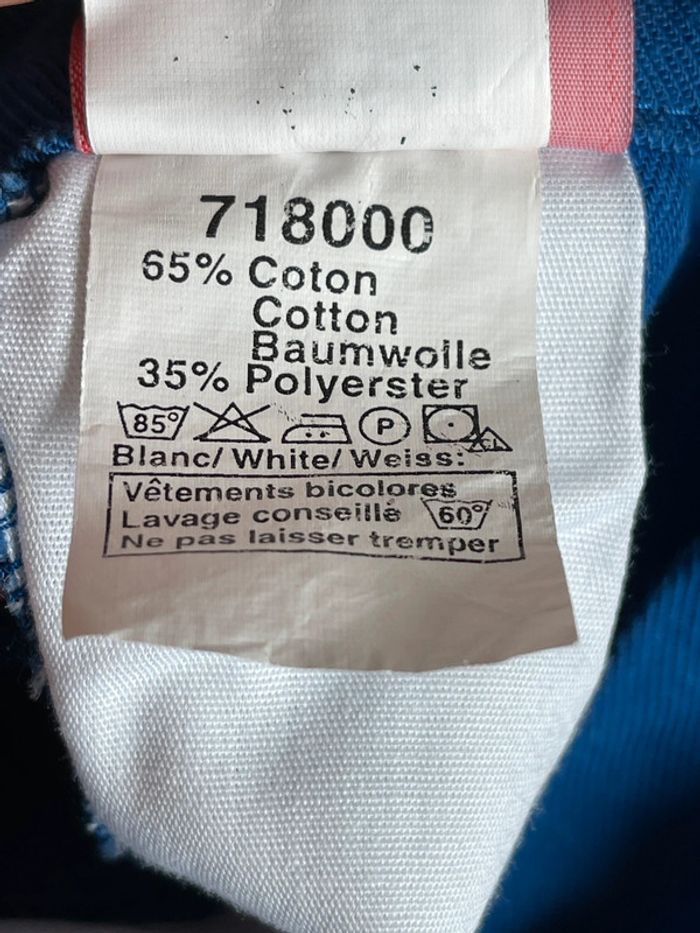 718000
65% Coton
Cotton
Baumwolle
35% Polyerster
85° P CL
Blanc/ White/ Weiss:
Vêtements bicolores
Lavage conseillé 60°
Ne pas laisser tremper